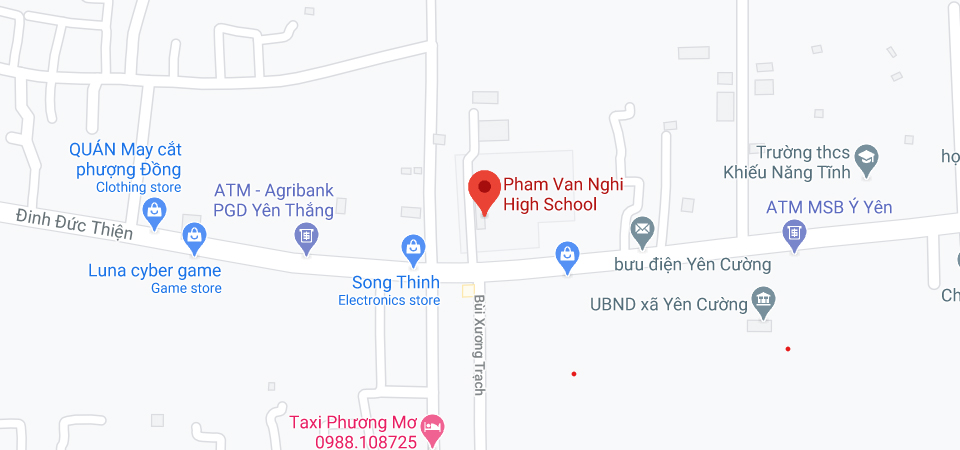 QUÁN May cắt
phượng Đồng
Clothing store
Trường thcs
Khiếu Năng Tĩnh
họ
ATM - Agribank
PGD Yên Thắng
Pham Van Nghi
High School
ATM MSB Ý Yên
Đinh Đức Thiện
Luna cyber game
Game store
Song Thinh
Electronics store
bưu điện Yên Cường
Ch
UBND xã Yên Cường
Bùi Xương Trạch
Taxi Phương Mơ
0988.108725